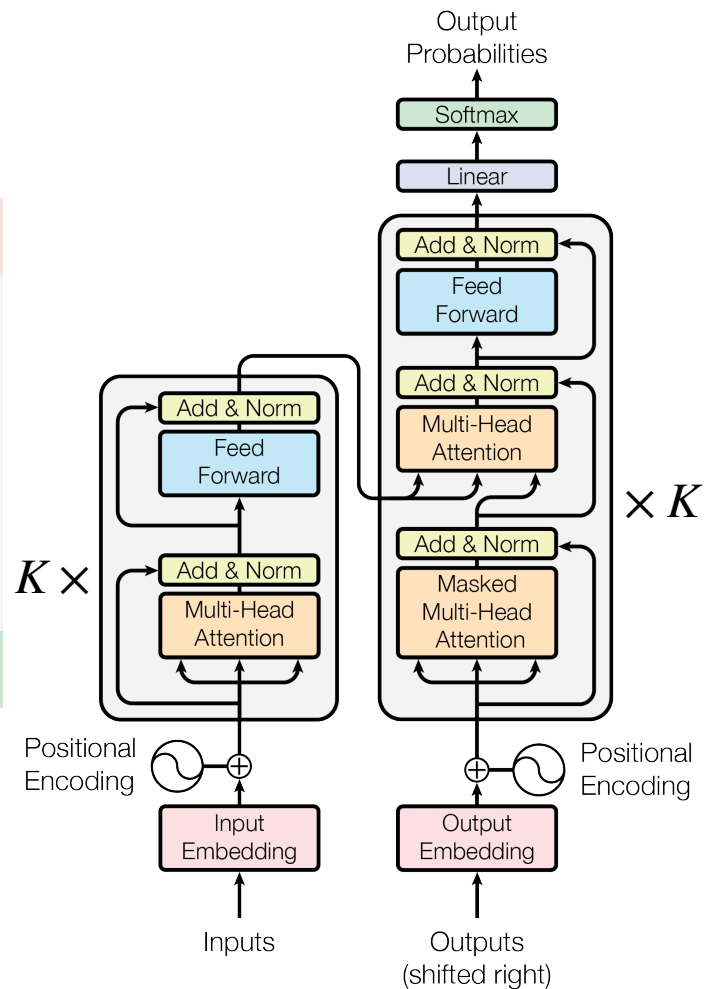 Output
Probabilities
Softmax
Linear
Add & Norm
Feed
Forward
Add & Norm
Multi-Head
Attention
Add & Norm
Masked
Multi-Head
Attention
× K
Add & Norm
Feed
Forward
Add & Norm
Multi-Head
Attention
K ×
Positional
Encoding
Positional
Encoding
Input
Embedding
Output
Embedding
Inputs
Outputs
(shifted right)